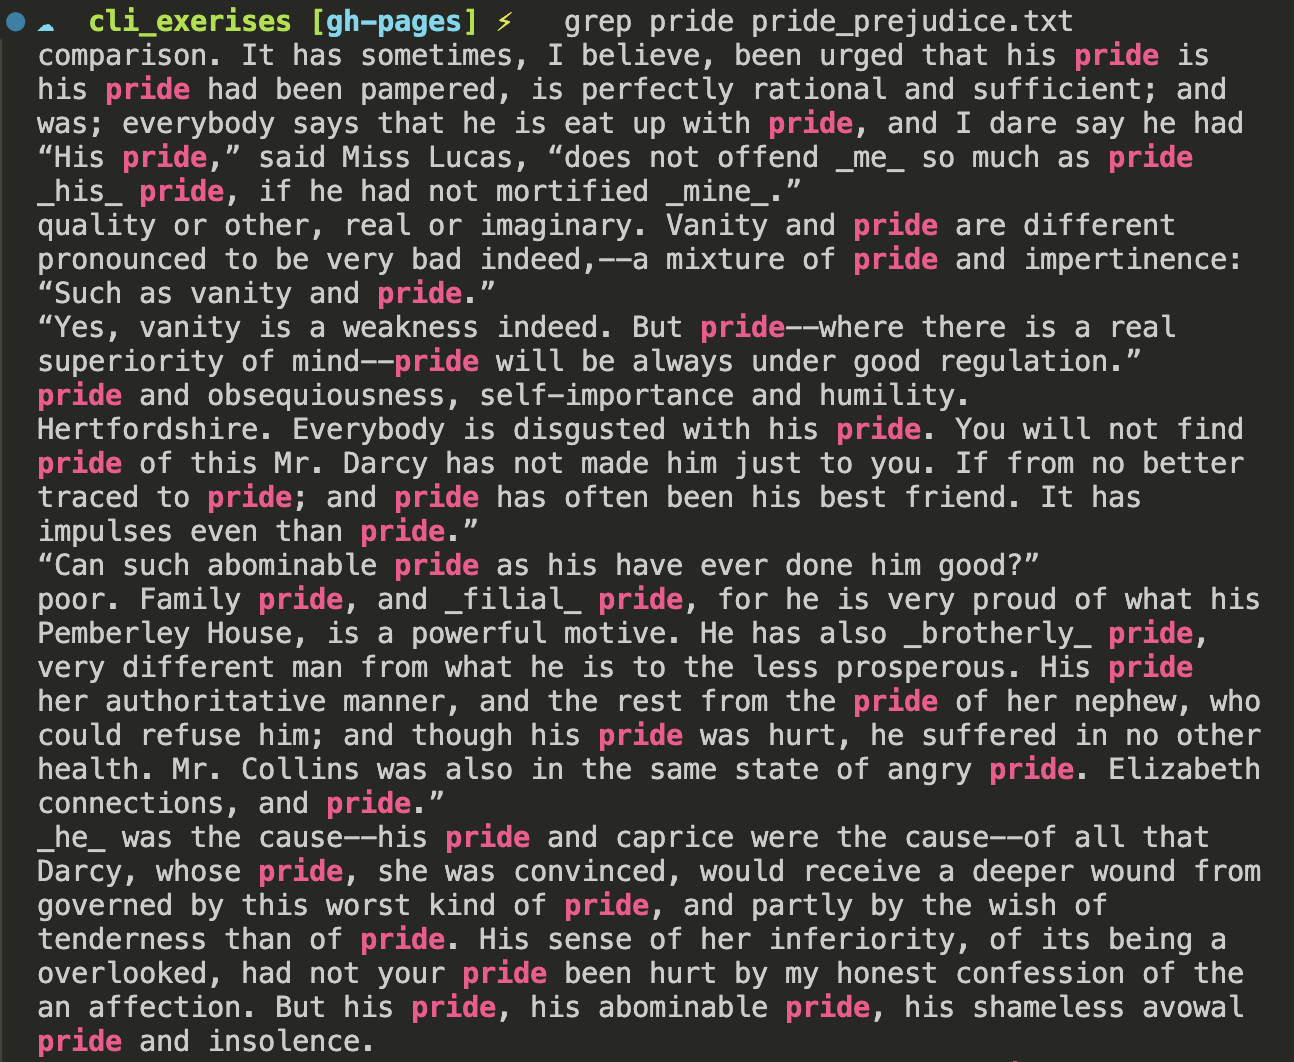 cli_exerises [gh-pages] ⚡ grep pride pride_prejudice.txt
comparison. It has sometimes, I believe, been urged that his pride is
his pride had been pampered, is perfectly rational and sufficient; and
was; everybody says that he is eat up with pride, and I dare say he had
“His pride,” said Miss Lucas, “does not offend _me_ so much as pride
_his_ pride, if he had not mortified _mine_.”
quality or other, real or imaginary. Vanity and pride are different
pronounced to be very bad indeed,--a mixture of pride and impertinence:
“Such as vanity and pride.”
“Yes, vanity is a weakness indeed. But pride--where there is a real
superiority of mind--pride will be always under good regulation.”
pride and obsequiousness, self-importance and humility.
Hertfordshire. Everybody is disgusted with his pride. You will not find
pride of this Mr. Darcy has not made him just to you. If from no better
traced to pride; and pride has often been his best friend. It has
impulses even than pride.”
“Can such abominable pride as his have ever done him good?”
poor. Family pride, and _filial_ pride, for he is very proud of what his
Pemberley House, is a powerful motive. He has also _brotherly_ pride,
very different man from what he is to the less prosperous. His pride
her authoritative manner, and the rest from the pride of her nephew, who
could refuse him; and though his pride was hurt, he suffered in no other
health. Mr. Collins was also in the same state of angry pride. Elizabeth
connections, and pride.”
_he_ was the cause--his pride and caprice were the cause--of all that
Darcy, whose pride, she was convinced, would receive a deeper wound from
governed by this worst kind of pride, and partly by the wish of
tenderness than of pride. His sense of her inferiority, of its being a
overlooked, had not your pride been hurt by my honest confession of the
an affection. But his pride, his abominable pride, his shameless avowal
pride and insolence.